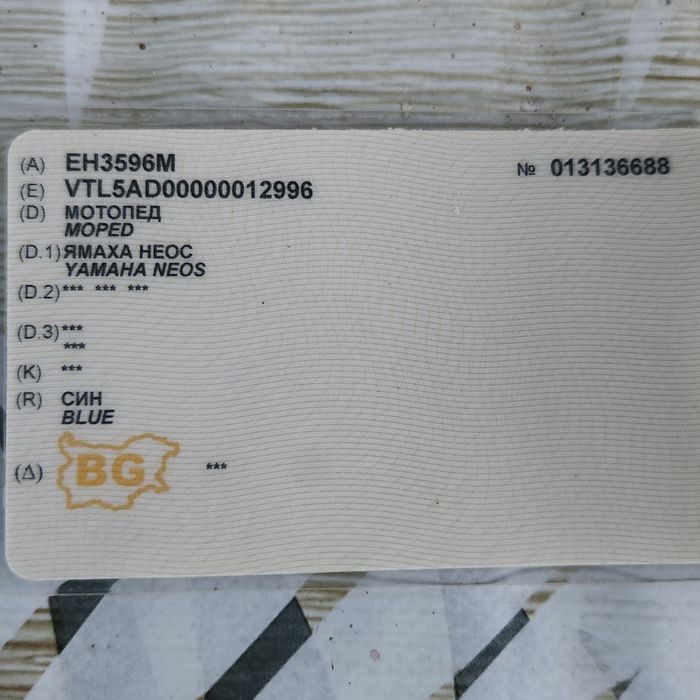 (A) EH3596M № 013136688
(E) VTL5AD00000012996
(D) МОТОПЕД
MOPED
(D.1) ЯМАХА НЕОС
YAMAHA NEOS
(D.2) *** *** ***
(D.3) ***
***
(K) ***
(R) СИН
BLUE
(Δ) BG ***